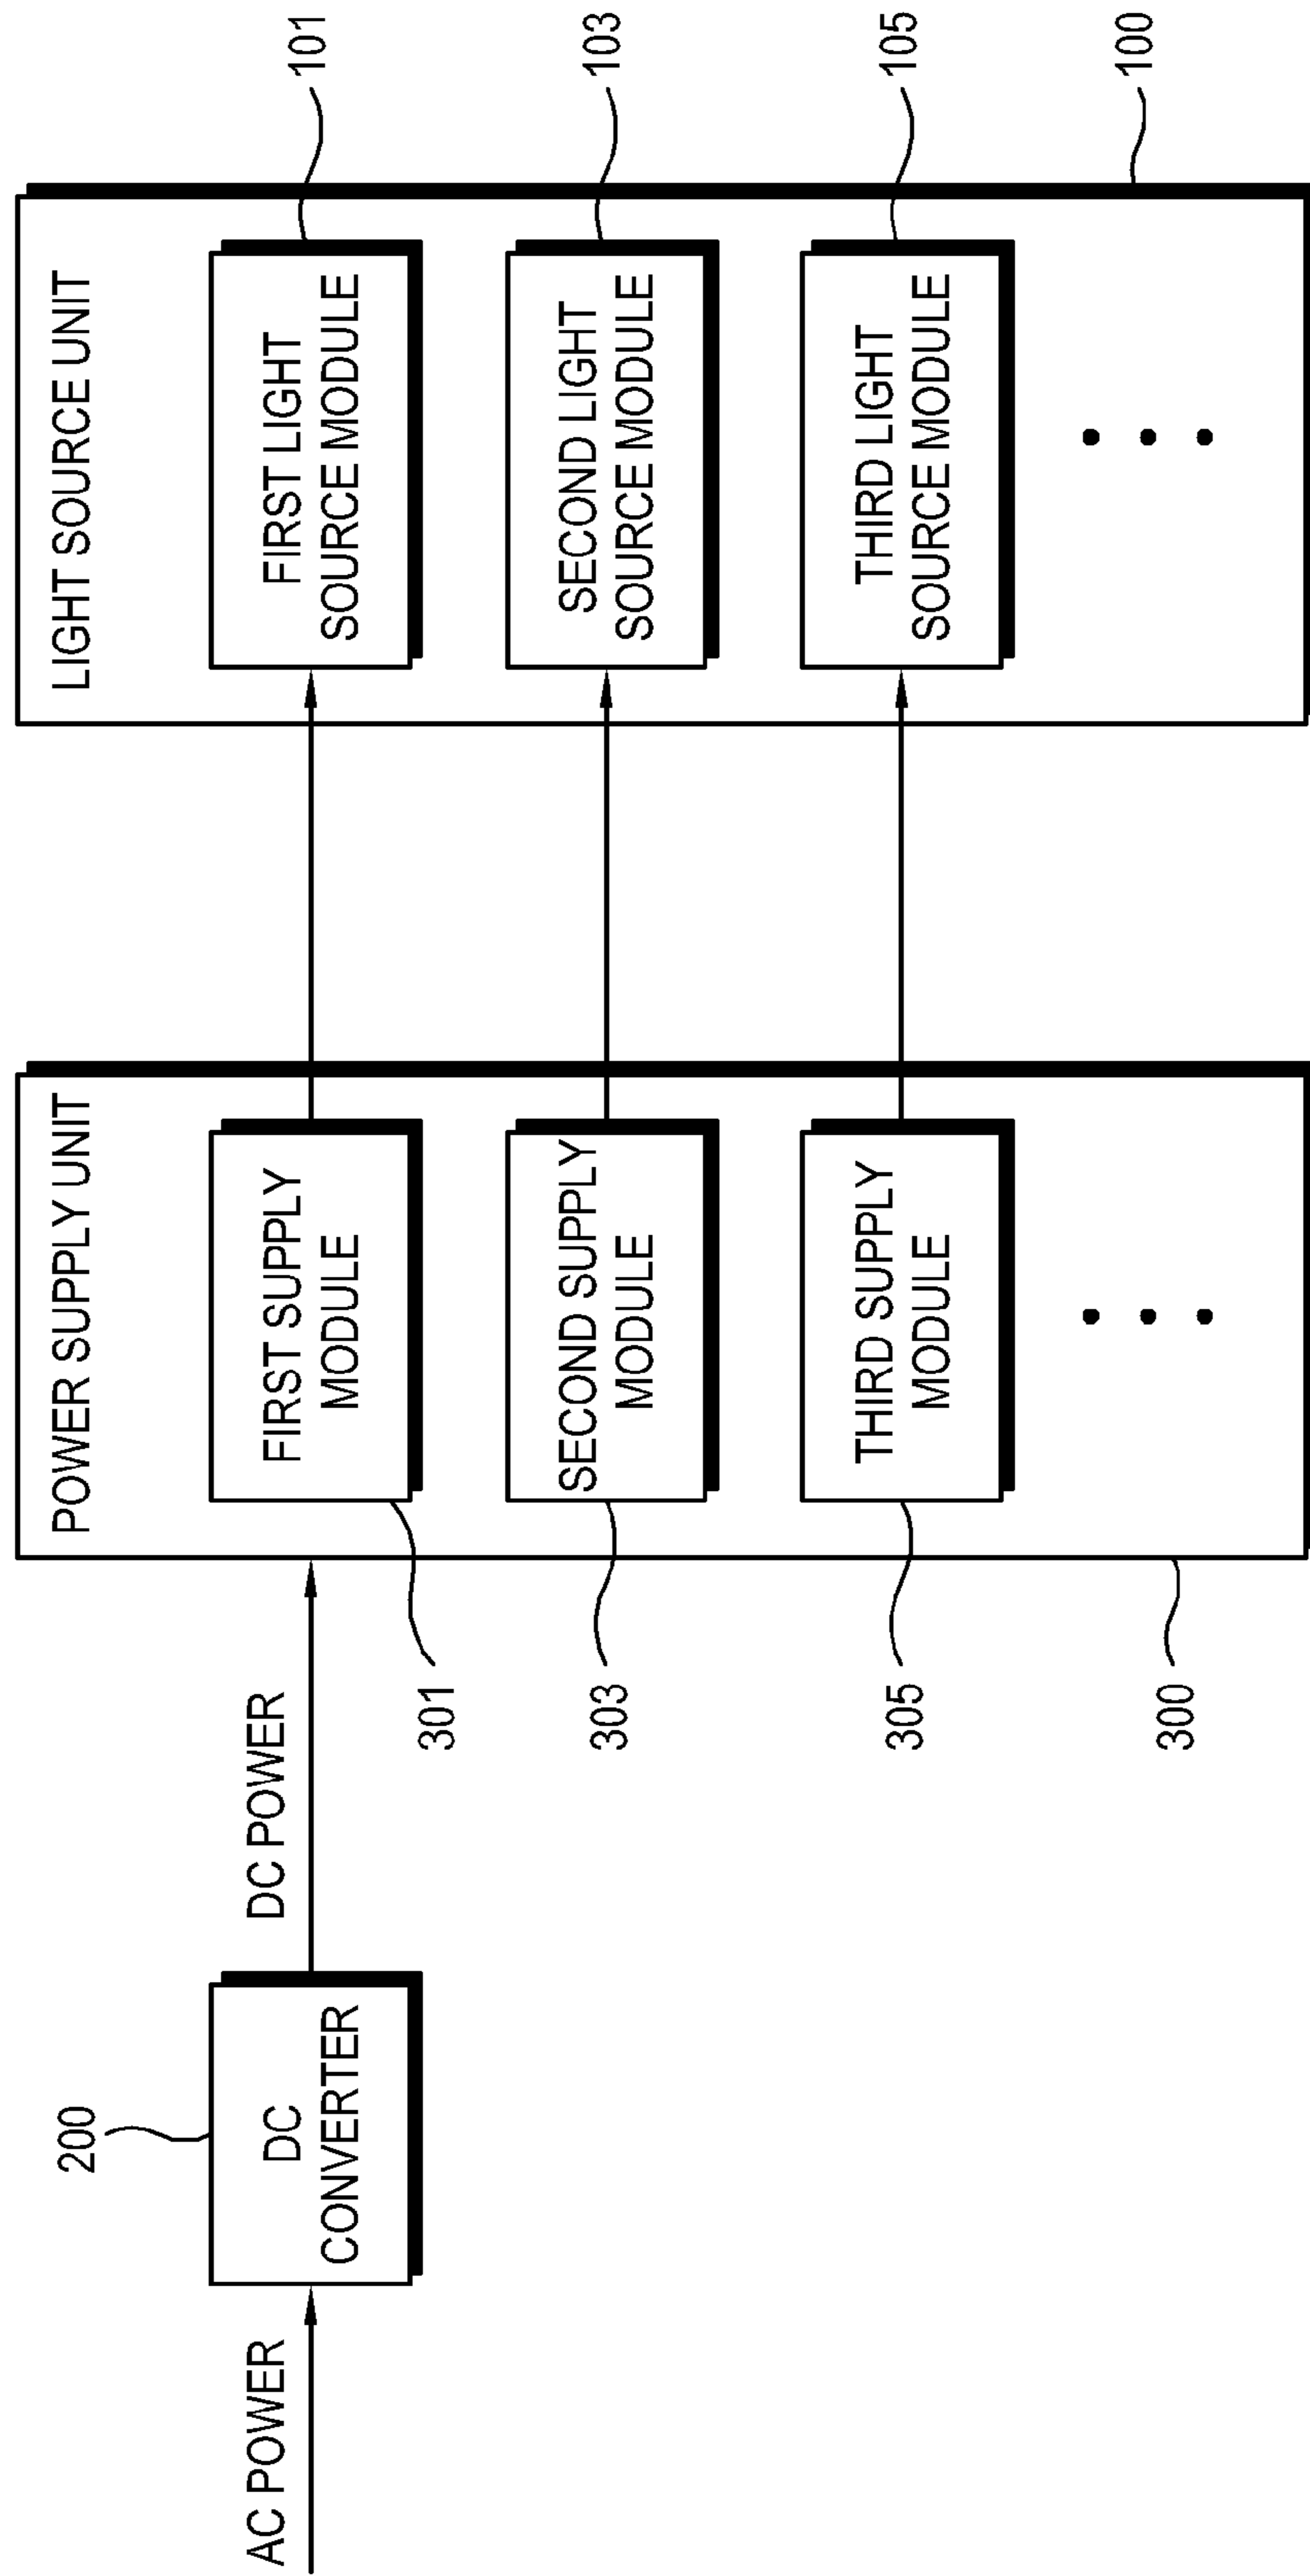 AC POWER
200
DC
CONVERTER
DC POWER
POWER SUPPLY UNIT
FIRST SUPPLY
MODULE
301
SECOND SUPPLY
MODULE
303
THIRD SUPPLY
MODULE
305
300
LIGHT SOURCE UNIT
FIRST LIGHT
SOURCE MODULE
101
SECOND LIGHT
SOURCE MODULE
103
THIRD LIGHT
SOURCE MODULE
105
100